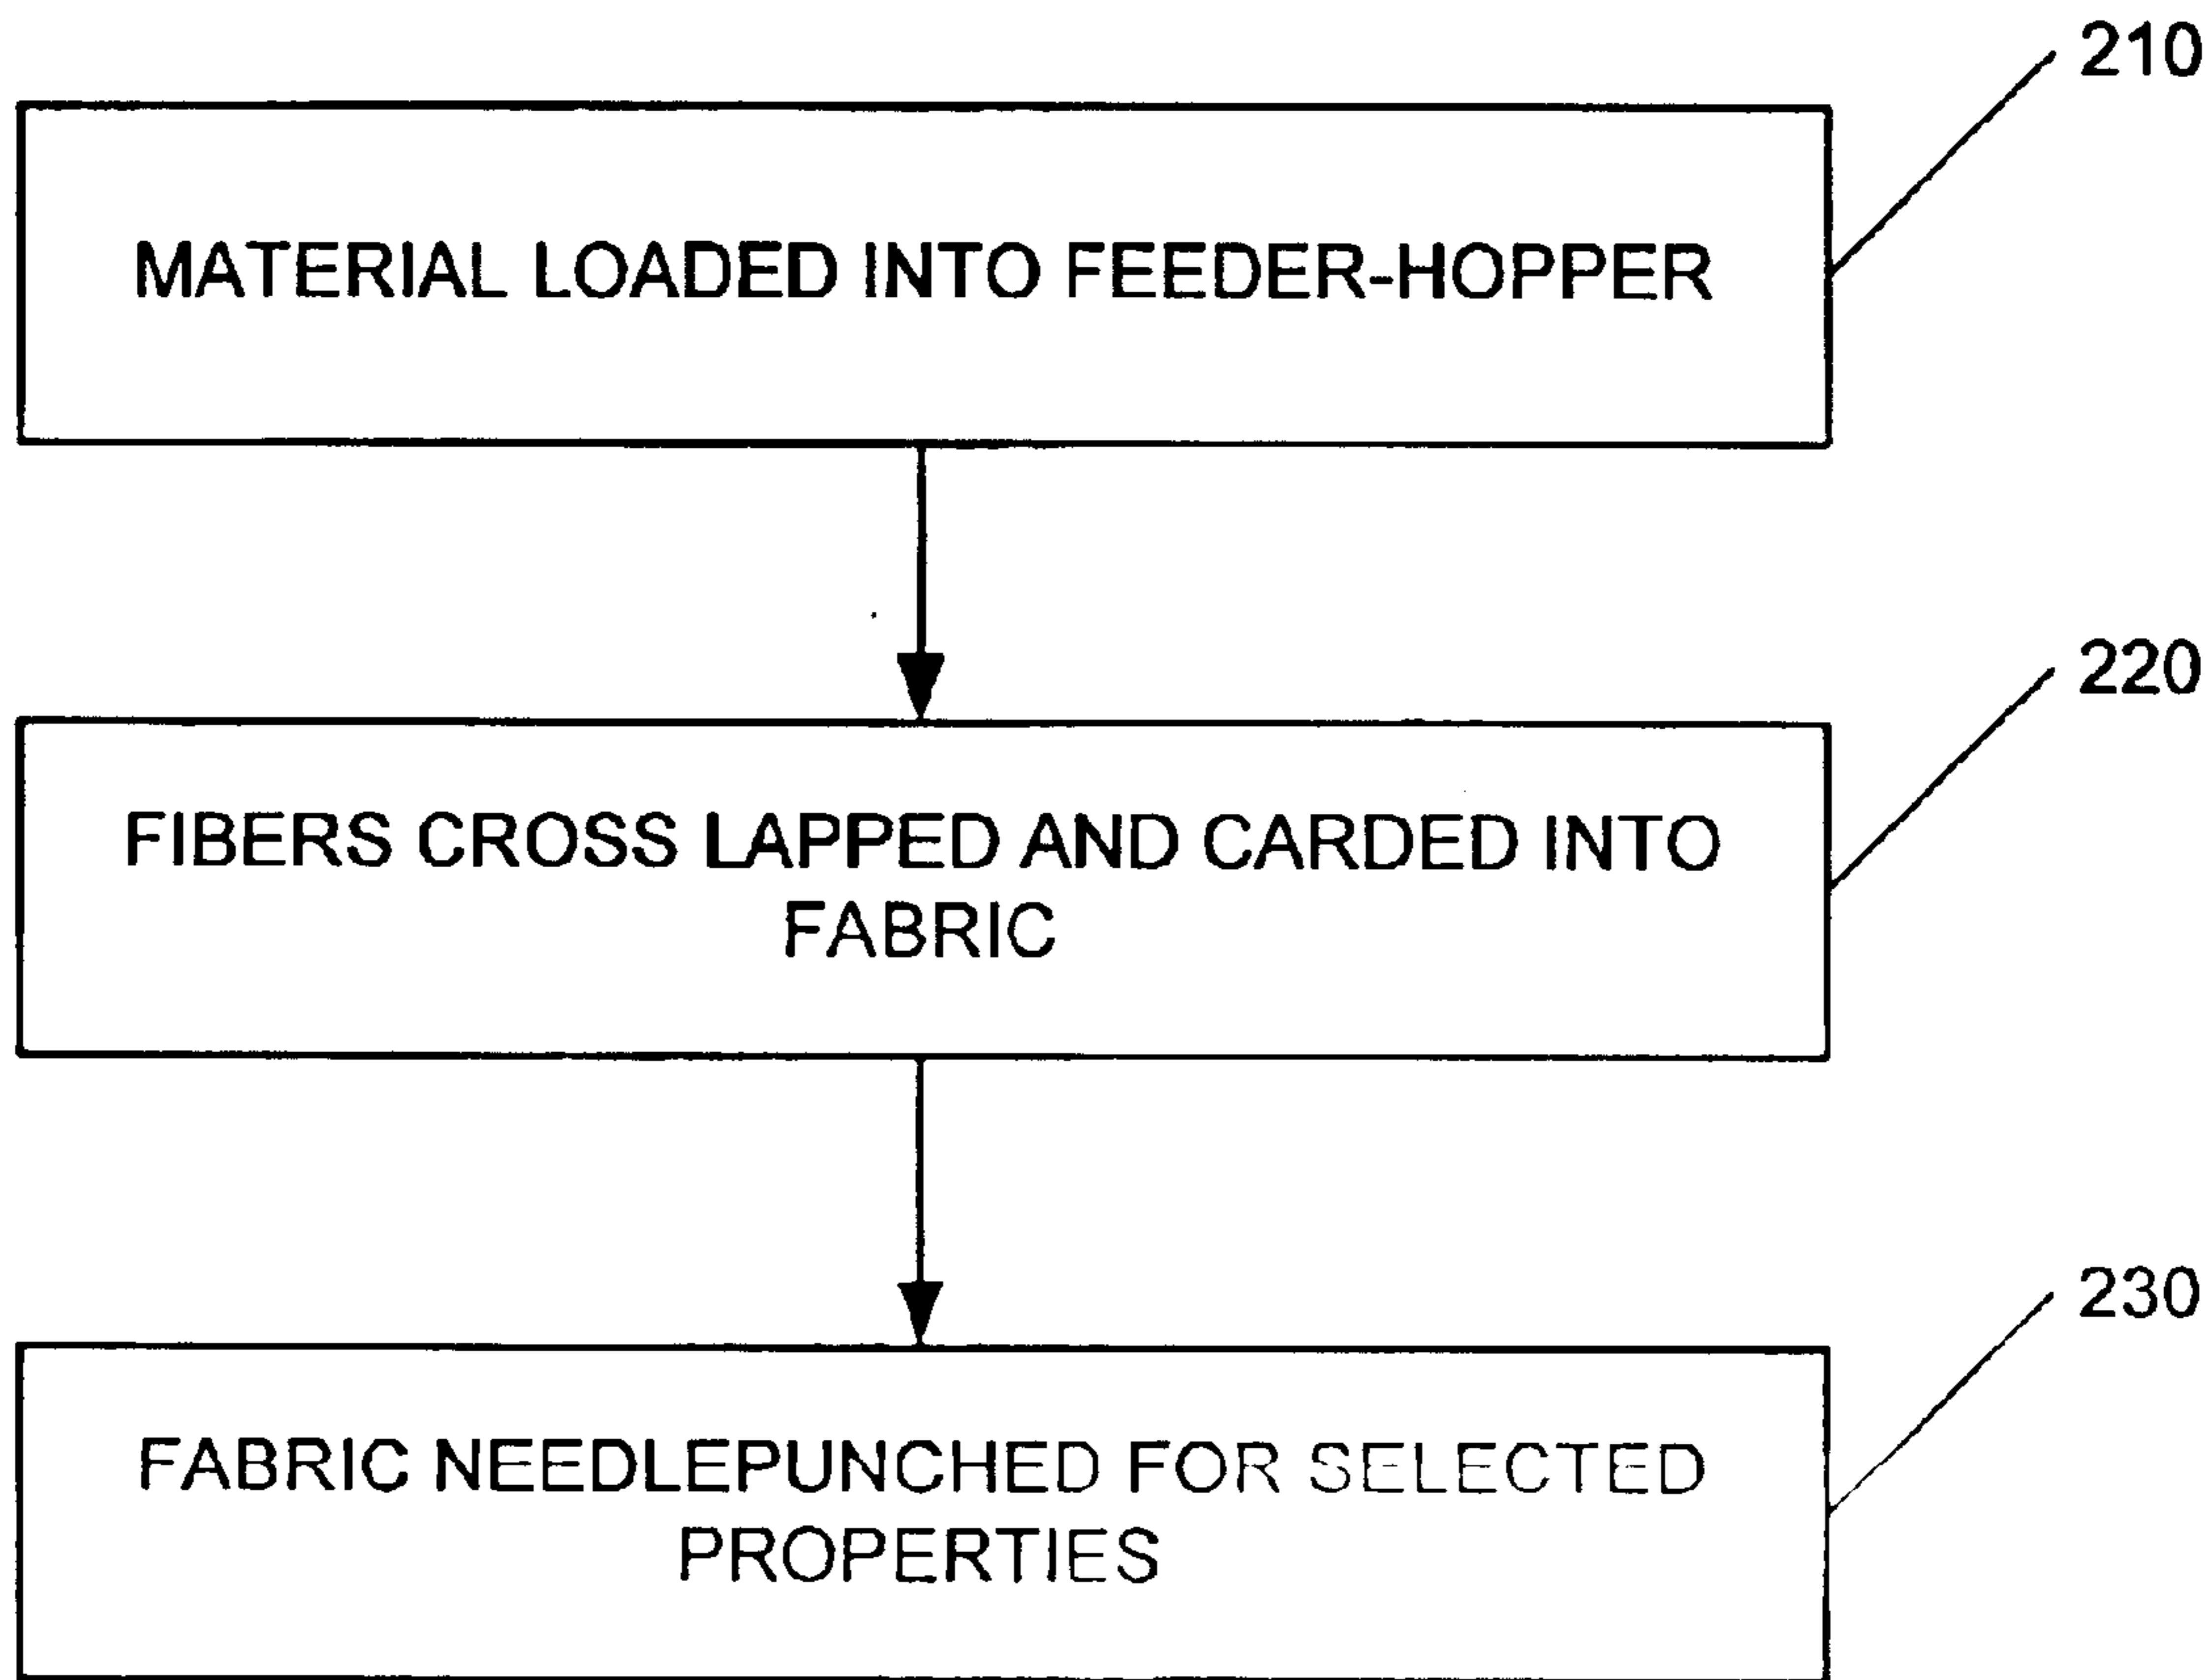 210
MATERIAL LOADED INTO FEEDER-HOPPER
220
FIBERS CROSS LAPPED AND CARDED INTO
FABRIC
230
FABRIC NEEDLEPUNCHED FOR SELECTED
PROPERTIES